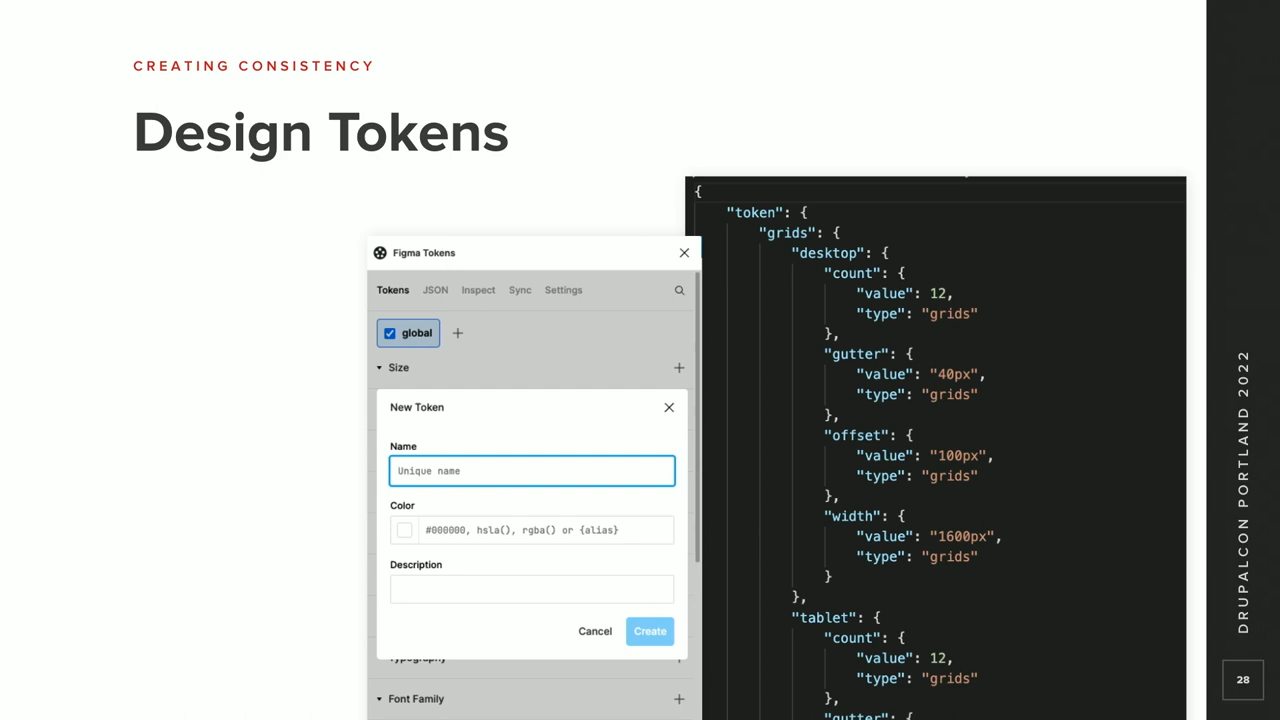 CREATING CONSISTENCY
Design Tokens
Figma Tokens
Tokens JSON Inspect Sync Settings
global
Size
New Token
Name
Unique name
Color
#000000, hsla(), rgba() or {alias}
Description
Cancel Create
Typography
Font Family
{
"token": {
"grids": {
"desktop": {
"count": {
"value": 12,
"type": "grids"
},
"gutter": {
"value": "40px",
"type": "grids"
},
"offset": {
"value": "100px",
"type": "grids"
},
"width": {
"value": "1600px",
"type": "grids"
}
},
"tablet": {
"count": {
"value": 12,
"type": "grids"
},
"gutter": {
DRUPALCON PORTLAND 2022
28